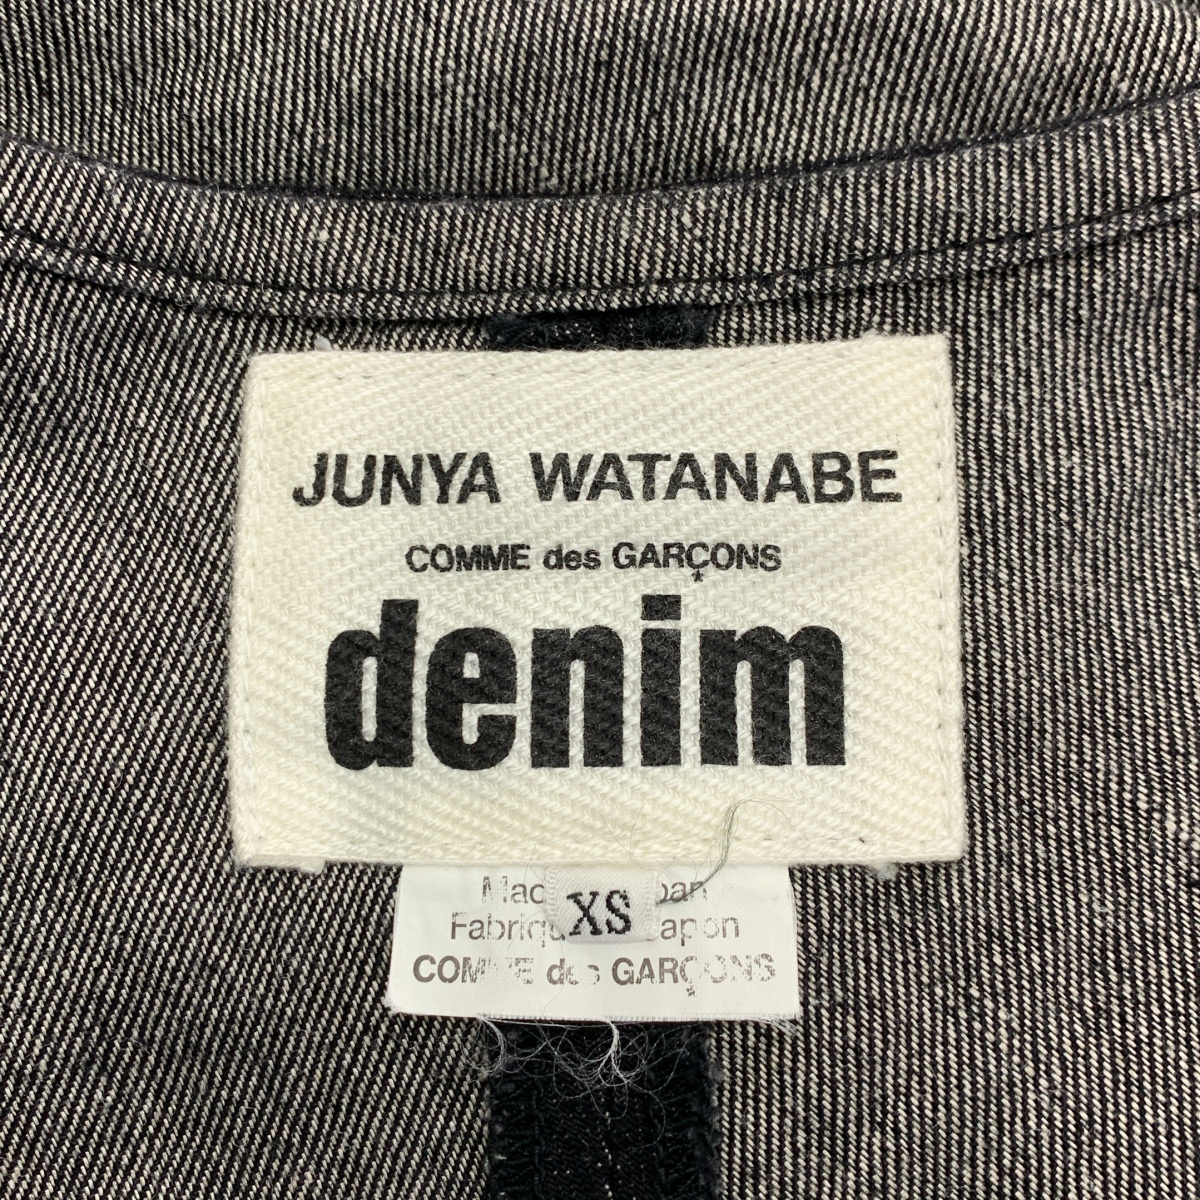 JUNYA WATANABE
COMME des GARÇONS
denim
XS
COMME des GARÇONS